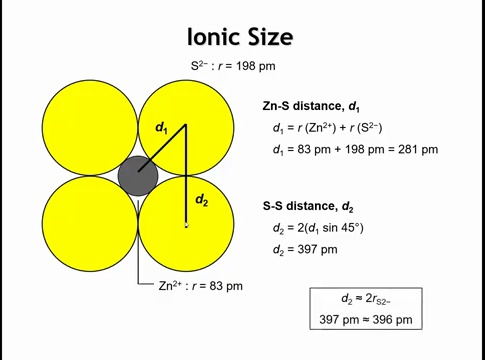 Ionic Size
S²⁻ : r = 198 pm
d₁
d₂
Zn²⁺ : r = 83 pm
Zn-S distance, d₁
d₁ = r (Zn²⁺) + r (S²⁻)
d₁ = 83 pm + 198 pm = 281 pm
S-S distance, d₂
d₂ = 2(d₁ sin 45°)
d₂ = 397 pm
d₂ ≈ 2rS2−
397 pm ≈ 396 pm